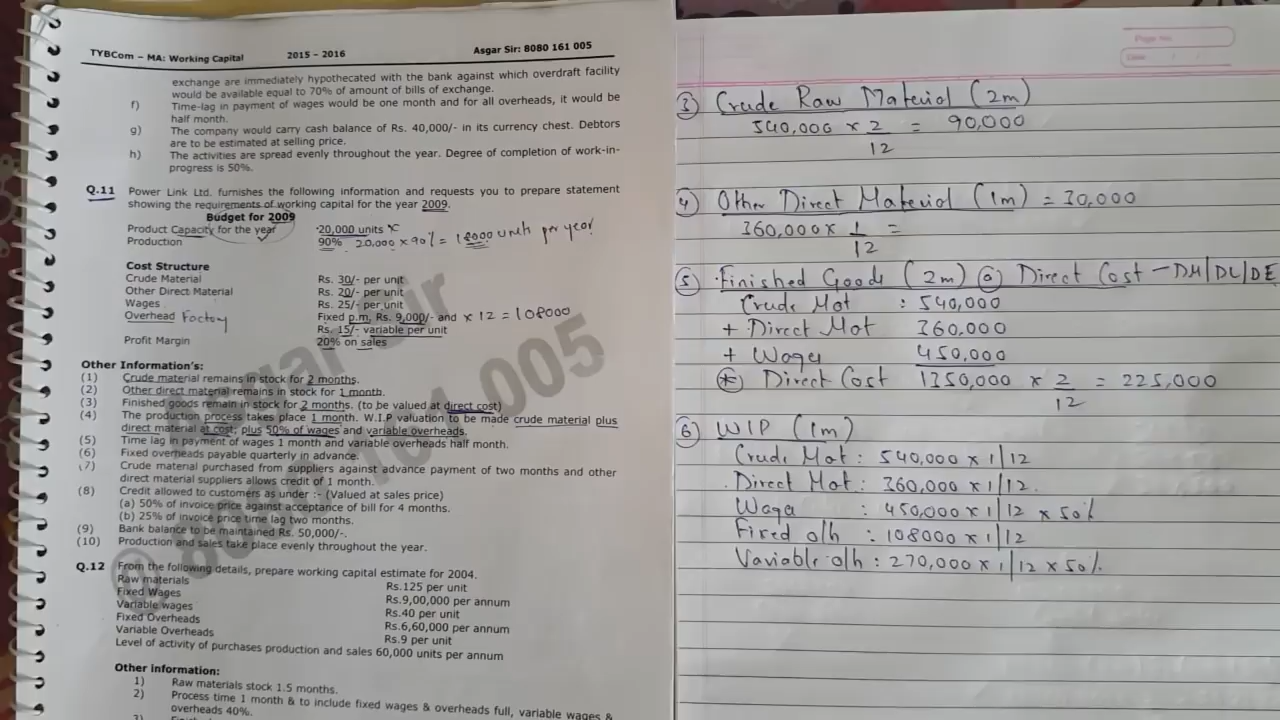 TYBCom – MA: Working Capital 2015 – 2016 Asgar Sir: 8080 161 005
exchange are immediately hypothecated with the bank against which overdraft facility
would be available equal to 70% of amount of bills of exchange.
f) Time-lag in payment of wages would be one month and for all overheads, it would be
half month.
g) The company would carry cash balance of Rs. 40,000/- in its currency chest. Debtors
are to be estimated at selling price.
h) The activities are spread evenly throughout the year. Degree of completion of work-in-
progress is 50%.
Q.11 Power Link Ltd. furnishes the following information and requests you to prepare statement
showing the requirements of working capital for the year 2009.
Budget for 2009
Product Capacity for the year 20,000 units
Production 90% 20,000 × 90% = 18000 units per year
Cost Structure
Crude Material Rs. 30/- per unit
Other Direct Material Rs. 20/- per unit
Wages Rs. 25/- per unit
Overhead Factory Fixed p.m, Rs. 9,000/- and × 12 = 108000
Rs. 15/- variable per unit
Profit Margin 20% on sales
Other Information's:
(1) Crude material remains in stock for 2 months.
(2) Other direct material remains in stock for 1 month.
(3) Finished goods remain in stock for 2 months. (to be valued at direct cost)
(4) The production process takes place 1 month. W.I.P valuation to be made crude material plus
direct material at cost; plus 50% of wages and variable overheads.
(5) Time lag in payment of wages 1 month and variable overheads half month.
(6) Fixed overheads payable quarterly in advance.
(7) Crude material purchased from suppliers against advance payment of two months and other
direct material suppliers allows credit of 1 month.
(8) Credit allowed to customers as under :- (Valued at sales price)
(a) 50% of invoice price against acceptance of bill for 4 months.
(b) 25% of invoice price time lag two months.
(9) Bank balance to be maintained Rs. 50,000/-.
(10) Production and sales take place evenly throughout the year.
Q.12 From the following details, prepare working capital estimate for 2004.
Raw materials Rs.125 per unit
Fixed Wages Rs.9,00,000 per annum
Variable wages Rs.40 per unit
Fixed Overheads Rs.6,60,000 per annum
Variable Overheads Rs.9 per unit
Level of activity of purchases production and sales 60,000 units per annum
Other information:
1) Raw materials stock 1.5 months.
2) Process time 1 month & to include fixed wages & overheads full, variable wages &
overheads 40%.
Page No.
Date
③ Crude Raw Material (2m)
540,000 × 2 = 90,000
12
④ Other Direct Material (1m) = 30,000
360,000 × 1 =
12
⑤ Finished Goods (2m) @ Direct Cost – DM/DL/DE
Crude Mat : 540,000
+ Direct Mat 360,000
+ Wages 450,000
Direct Cost 1350,000 × 2 = 225,000
12
⑥ WIP (1m)
Crude Mat : 540,000 × 1/12
Direct Mat : 360,000 × 1/12.
Wages : 450,000 × 1/12 × 50%
Fixed o/h : 108000 × 1/12
Variable o/h : 270,000 × 1/12 × 50%.